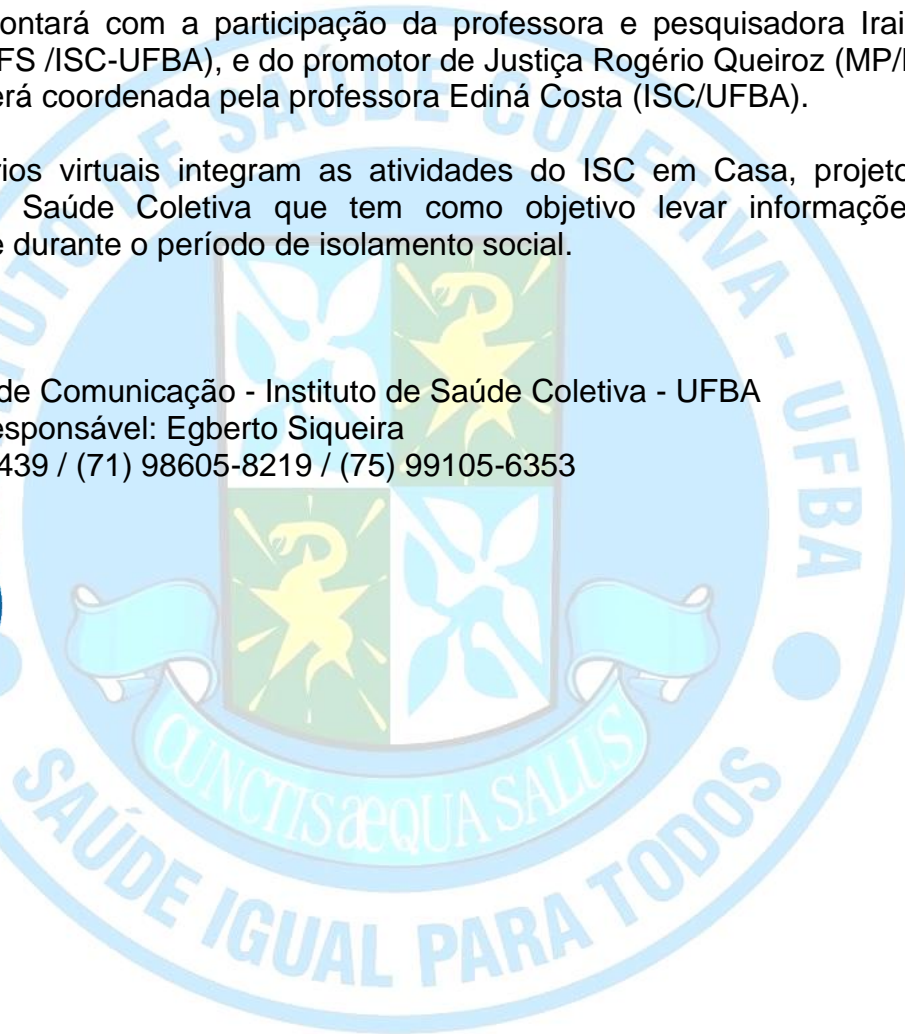 ontará com a participação da professora e pesquisadora Irai
FS /ISC-UFBA), e do promotor de Justiça Rogério Queiroz (MP/
erá coordenada pela professora Ediná Costa (ISC/UFBA).
rios virtuais integram as atividades do ISC em Casa, projeto
Saúde Coletiva que tem como objetivo levar informaçõe
e durante o período de isolamento social.
de Comunicação - Instituto de Saúde Coletiva - UFBA
esponsável: Egberto Siqueira
439 / (71) 98605-8219 / (75) 99105-6353
DE SAÚDE COLETIVA - UFBA
CUNCTIS æQUA SALUS
SAÚDE IGUAL PARA TODOS